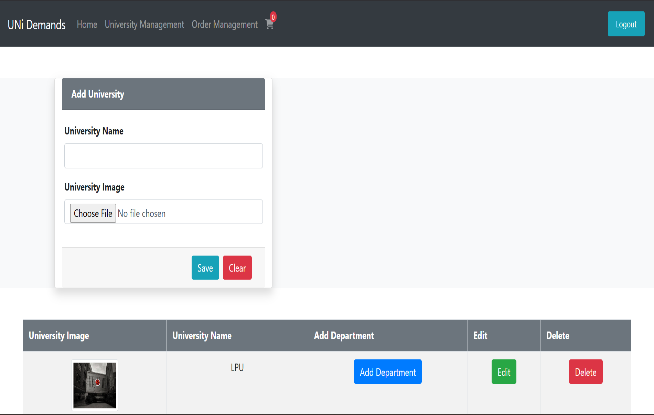 UNi Demands Home University Management Order Management 0 Logout
Add University
University Name
University Image
Choose File No file chosen
Save Clear
University Image University Name Add Department Edit Delete
LPU Add Department Edit Delete